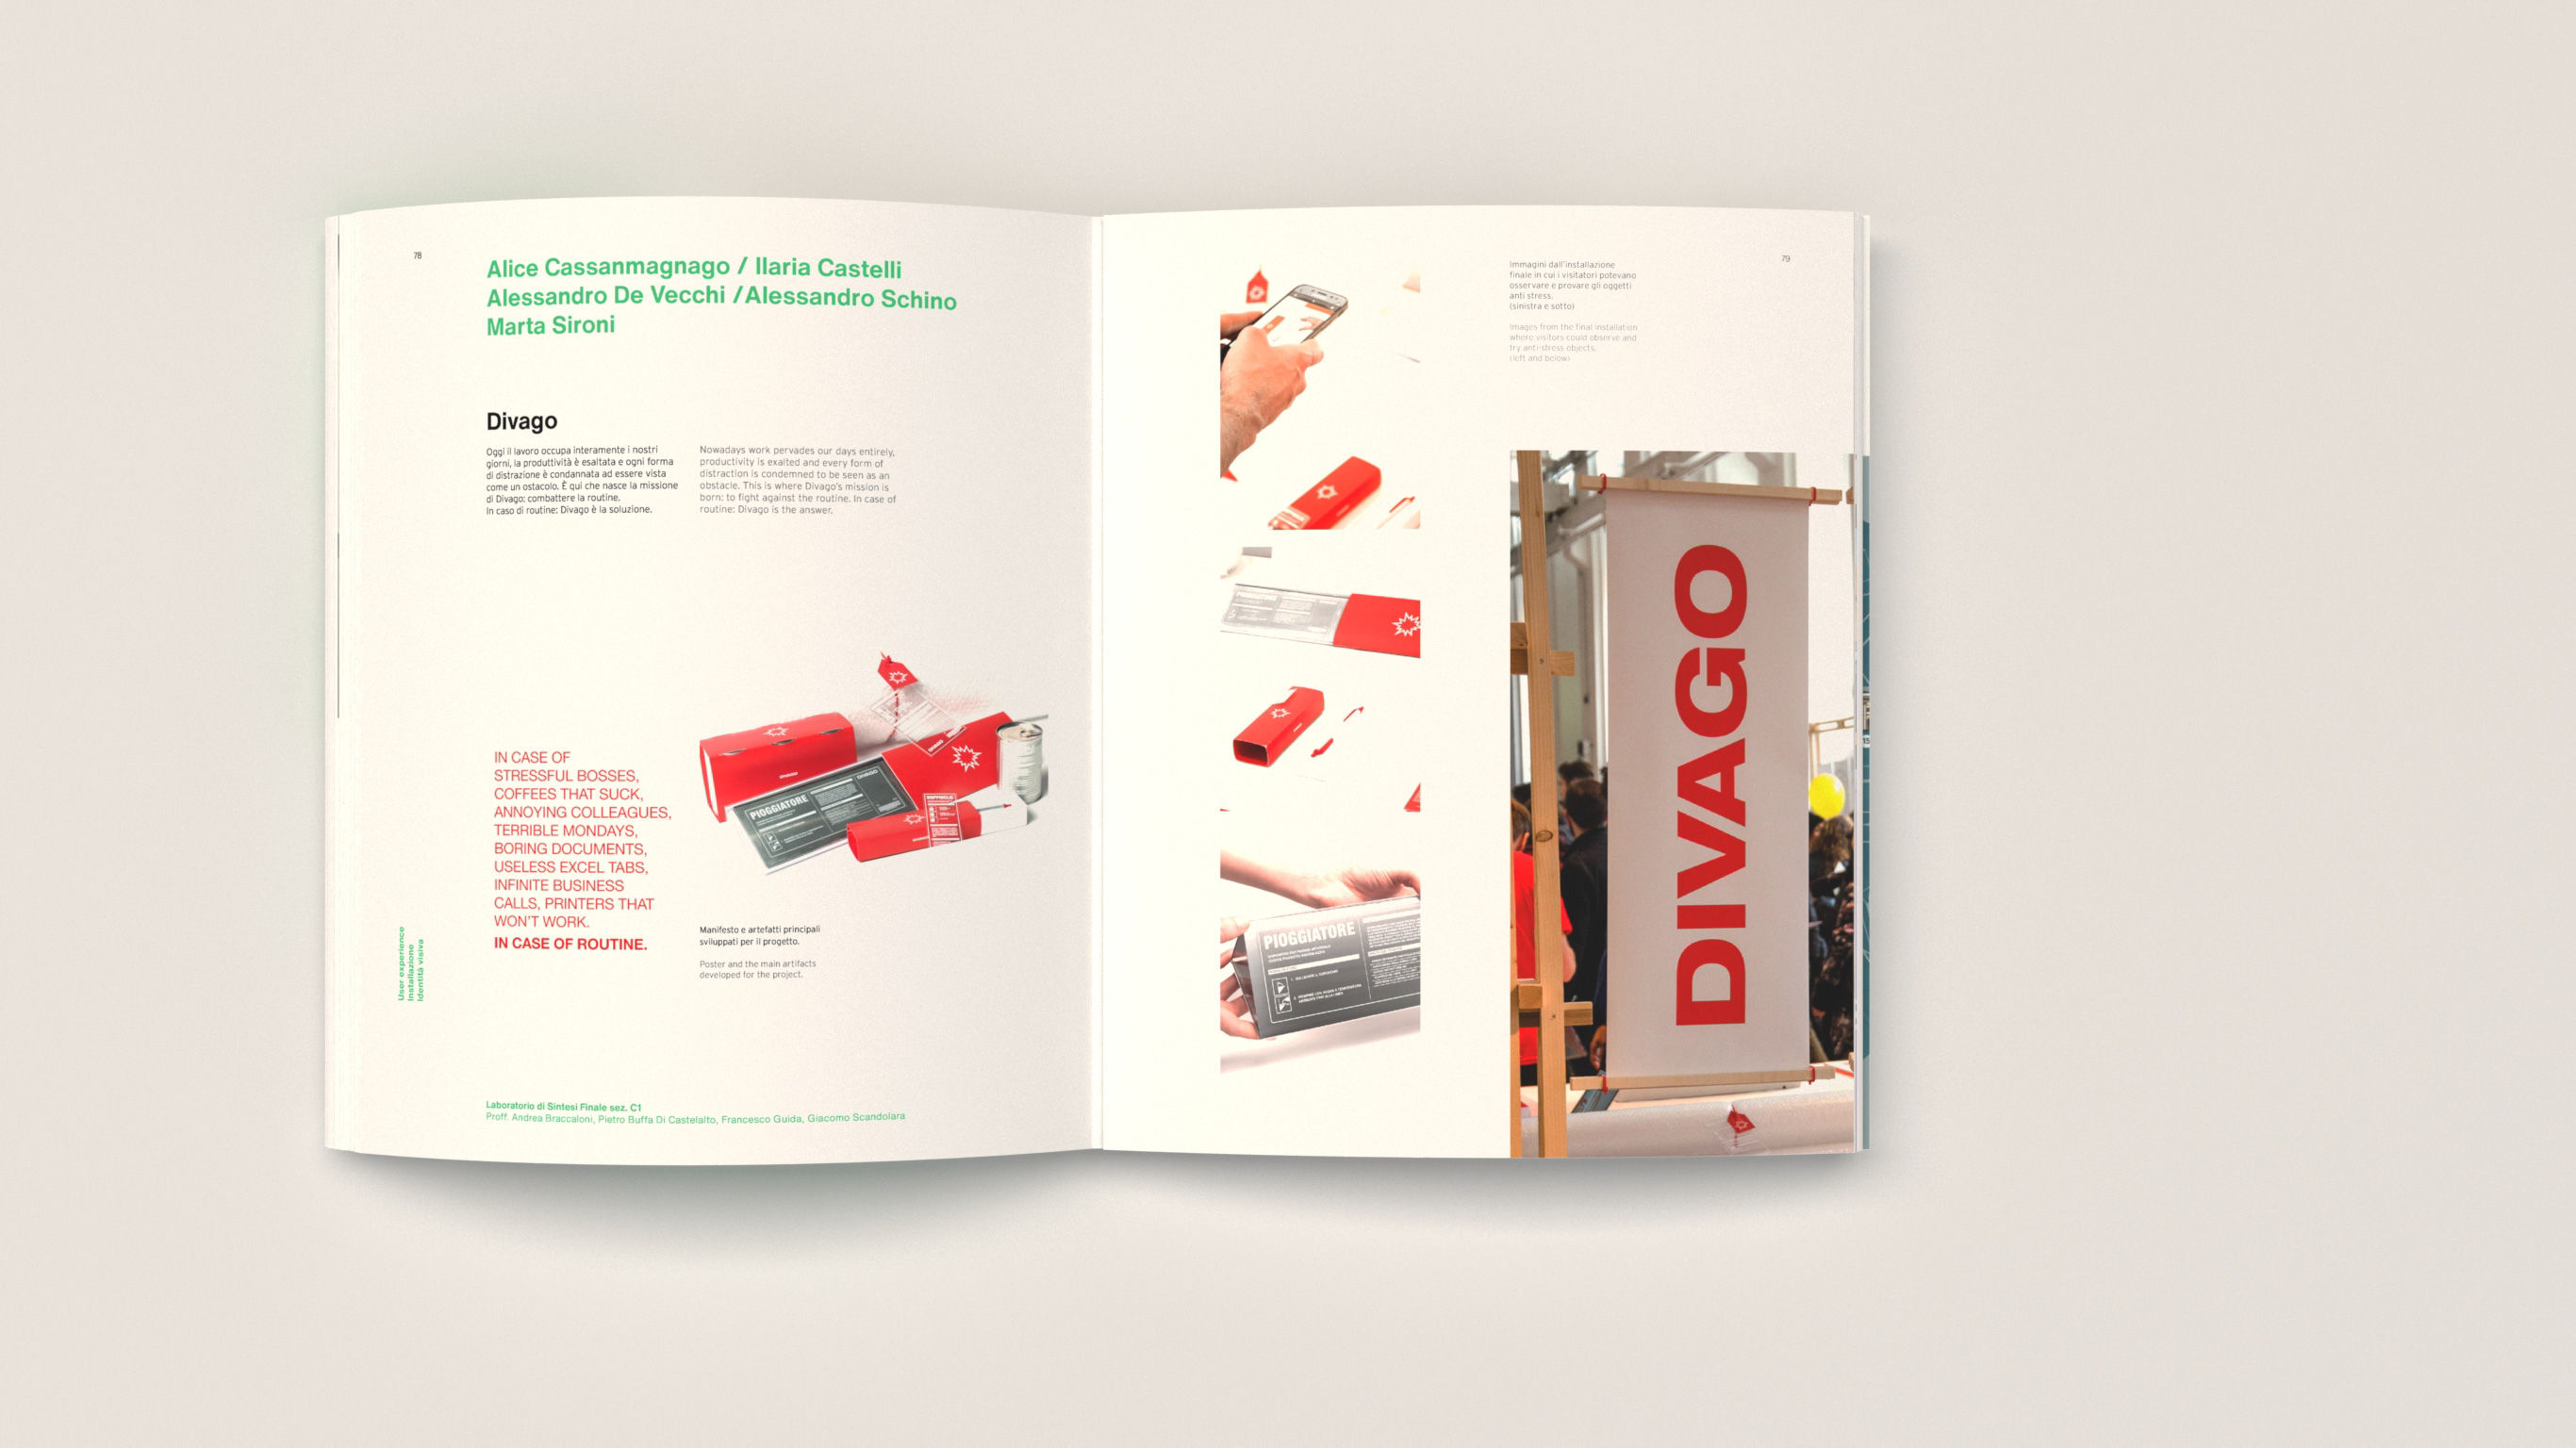 78
Alice Cassanmagnago / Ilaria Castelli
Alessandro De Vecchi /Alessandro Schino
Marta Sironi
Divago
Oggi il lavoro occupa interamente i nostri
giorni, la produttività è esaltata e ogni forma
di distrazione è condannata ad essere vista
come un ostacolo. È qui che nasce la missione
di Divago: combattere la routine.
In caso di routine: Divago è la soluzione.
Nowadays work pervades our days entirely,
productivity is exalted and every form of
distraction is condemned to be seen as an
obstacle. This is where Divago's mission is
born: to fight against the routine. In case of
routine: Divago is the answer.
IN CASE OF
STRESSFUL BOSSES,
COFFEES THAT SUCK,
ANNOYING COLLEAGUES,
TERRIBLE MONDAYS,
BORING DOCUMENTS,
USELESS EXCEL TABS,
INFINITE BUSINESS
CALLS, PRINTERS THAT
WON'T WORK.
IN CASE OF ROUTINE.
DIVAGO
DIVAGO
PIOGGIATORE
Manifesto e artefatti principali
sviluppati per il progetto.
Poster and the main artifacts
developed for the project.
User experience
Installazione
Identità visiva
Laboratorio di Sintesi Finale sez. C1
Proff. Andrea Braccaloni, Pietro Buffa Di Castelalto, Francesco Guida, Giacomo Scandolara
Immagini dall'installazione
finale in cui i visitatori potevano
osservare e provare gli oggetti
anti stress.
(sinistra e sotto)
Images from the final installation
where visitors could observe and
try anti-stress objects.
(left and below)
79
PIOGGIATORE
DIVAGO